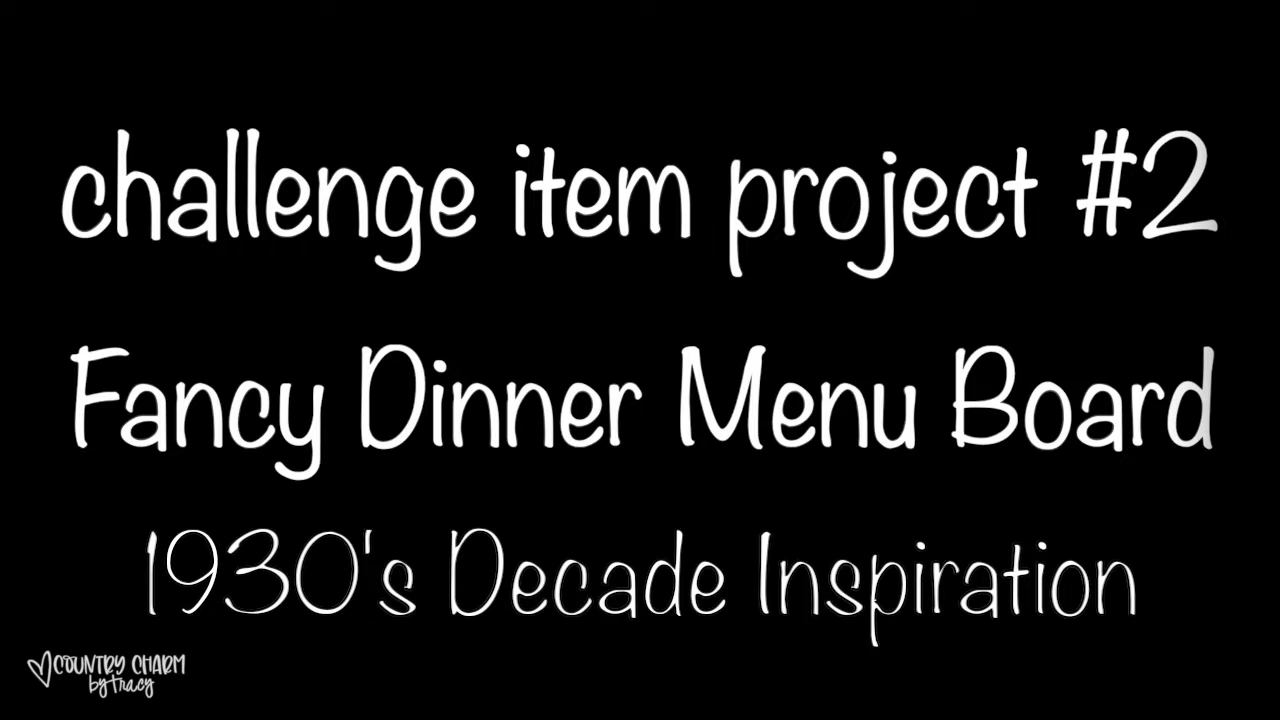 challenge item project #2
Fancy Dinner Menu Board
1930's Decade Inspiration
COUNTRY CHARM
by tracy